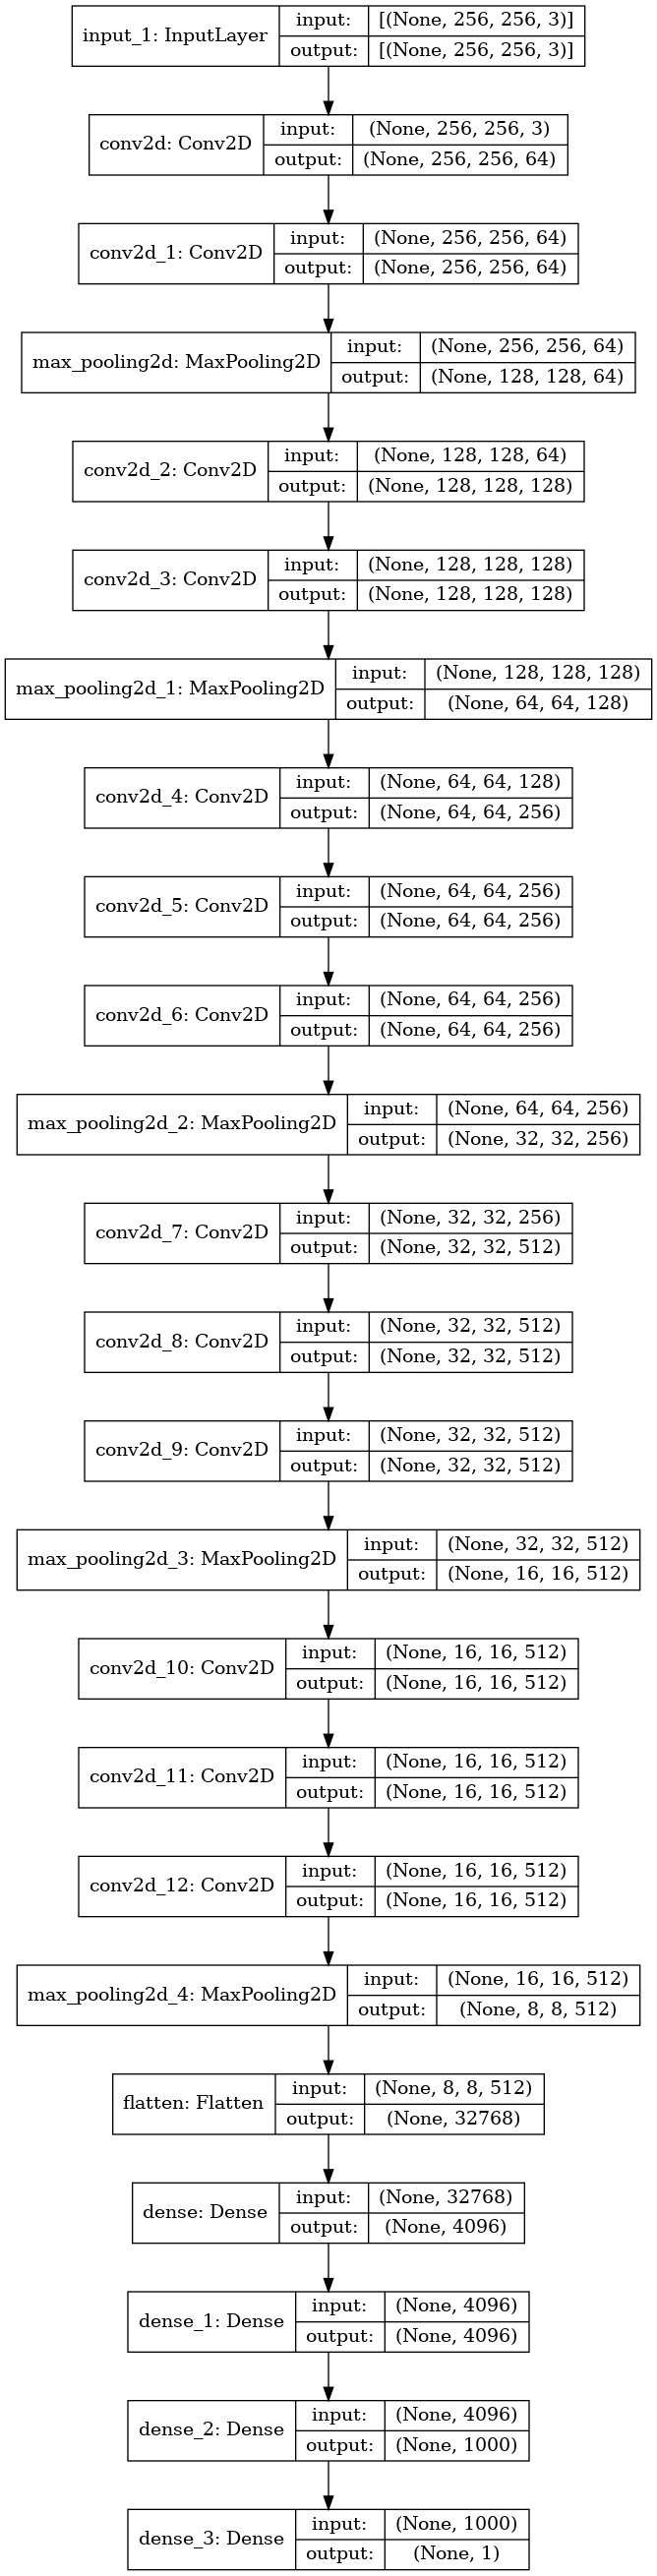 input_1: InputLayer
input: [(None, 256, 256, 3)]
output: [(None, 256, 256, 3)]
conv2d: Conv2D
input: (None, 256, 256, 3)
output: (None, 256, 256, 64)
conv2d_1: Conv2D
input: (None, 256, 256, 64)
output: (None, 256, 256, 64)
max_pooling2d: MaxPooling2D
input: (None, 256, 256, 64)
output: (None, 128, 128, 64)
conv2d_2: Conv2D
input: (None, 128, 128, 64)
output: (None, 128, 128, 128)
conv2d_3: Conv2D
input: (None, 128, 128, 128)
output: (None, 128, 128, 128)
max_pooling2d_1: MaxPooling2D
input: (None, 128, 128, 128)
output: (None, 64, 64, 128)
conv2d_4: Conv2D
input: (None, 64, 64, 128)
output: (None, 64, 64, 256)
conv2d_5: Conv2D
input: (None, 64, 64, 256)
output: (None, 64, 64, 256)
conv2d_6: Conv2D
input: (None, 64, 64, 256)
output: (None, 64, 64, 256)
max_pooling2d_2: MaxPooling2D
input: (None, 64, 64, 256)
output: (None, 32, 32, 256)
conv2d_7: Conv2D
input: (None, 32, 32, 256)
output: (None, 32, 32, 512)
conv2d_8: Conv2D
input: (None, 32, 32, 512)
output: (None, 32, 32, 512)
conv2d_9: Conv2D
input: (None, 32, 32, 512)
output: (None, 32, 32, 512)
max_pooling2d_3: MaxPooling2D
input: (None, 32, 32, 512)
output: (None, 16, 16, 512)
conv2d_10: Conv2D
input: (None, 16, 16, 512)
output: (None, 16, 16, 512)
conv2d_11: Conv2D
input: (None, 16, 16, 512)
output: (None, 16, 16, 512)
conv2d_12: Conv2D
input: (None, 16, 16, 512)
output: (None, 16, 16, 512)
max_pooling2d_4: MaxPooling2D
input: (None, 16, 16, 512)
output: (None, 8, 8, 512)
flatten: Flatten
input: (None, 8, 8, 512)
output: (None, 32768)
dense: Dense
input: (None, 32768)
output: (None, 4096)
dense_1: Dense
input: (None, 4096)
output: (None, 4096)
dense_2: Dense
input: (None, 4096)
output: (None, 1000)
dense_3: Dense
input: (None, 1000)
output: (None, 1)